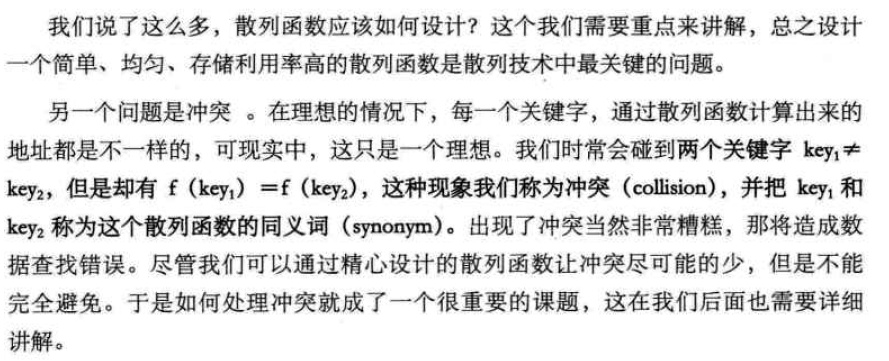 我们说了这么多，散列函数应该如何设计？这个我们需要重点来讲解，总之设计
一个简单、均匀、存储利用率高的散列函数是散列技术中最关键的问题。
另一个问题是冲突 。在理想的情况下，每一个关键字，通过散列函数计算出来的
地址都是不一样的，可现实中，这只是一个理想。我们时常会碰到两个关键字 key₁≠
key₂，但是却有 f（key₁）＝f（key₂），这种现象我们称为冲突（collision），并把 key₁ 和
key₂ 称为这个散列函数的同义词（synonym）。出现了冲突当然非常糟糕，那将造成数
据查找错误。尽管我们可以通过精心设计的散列函数让冲突尽可能的少，但是不能
完全避免。于是如何处理冲突就成了一个很重要的课题，这在我们后面也需要详细
讲解。